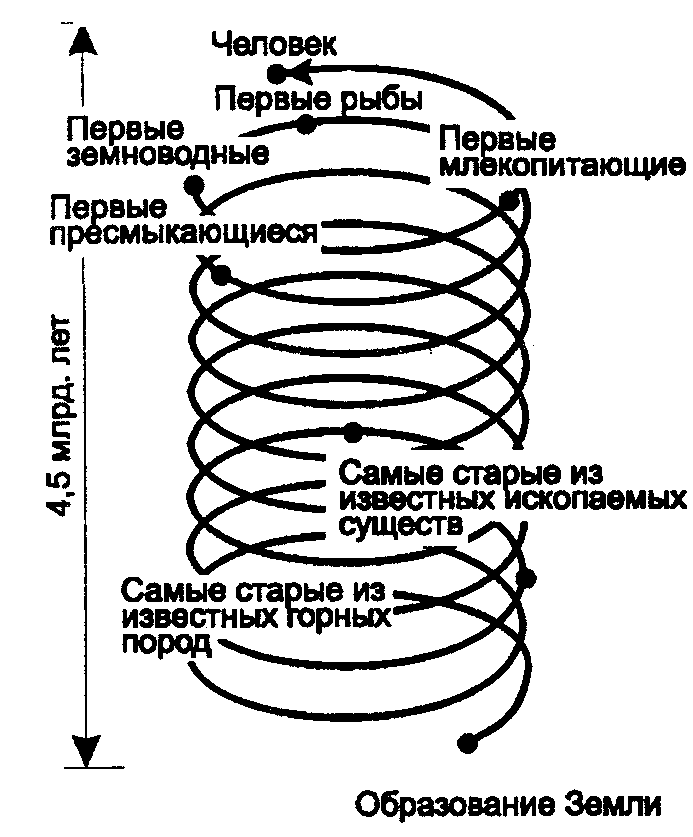 Человек
Первые рыбы
Первые
земноводные
Первые
млекопитающие
Первые
пресмыкающиеся
4,5 млрд. лет
Самые старые из
известных ископаемых
существ
Самые старые из
известных горных
пород
Образование Земли